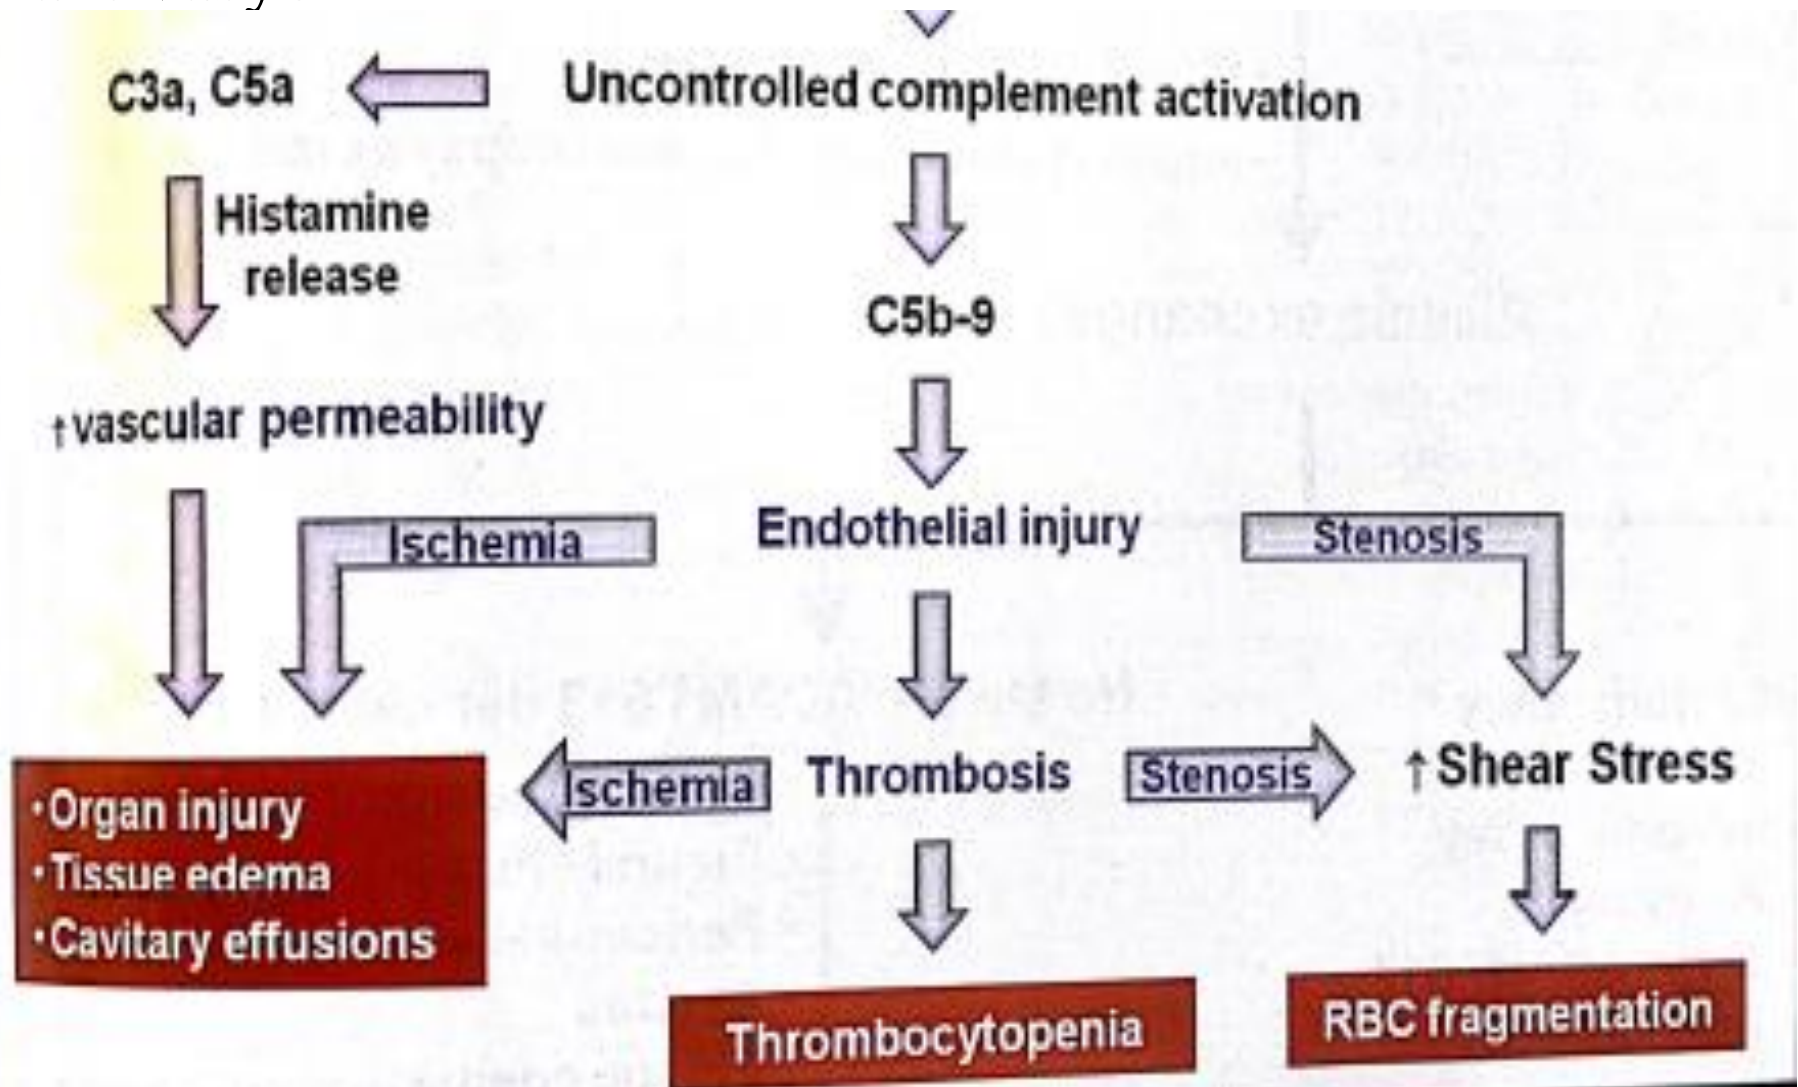 C3a, C5a
Uncontrolled complement activation
Histamine
release
C5b-9
↑vascular permeability
Ischemia
Endothelial injury
Stenosis
Ischemia
Thrombosis
Stenosis
↑Shear Stress
•Organ injury
•Tissue edema
•Cavitary effusions
Thrombocytopenia
RBC fragmentation